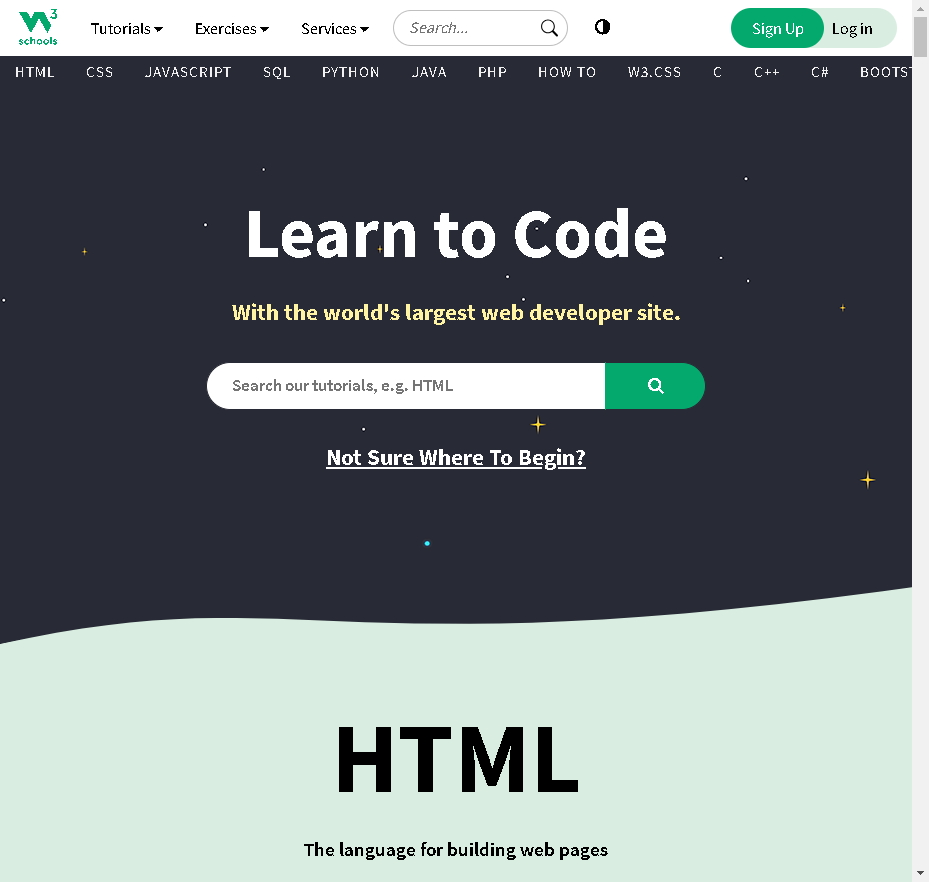 3
schools
Tutorials Exercises Services Search... Sign Up Log in
HTML CSS JAVASCRIPT SQL PYTHON JAVA PHP HOW TO W3.CSS C C++ C# BOOTST
Learn to Code
With the world's largest web developer site.
Search our tutorials, e.g. HTML
Not Sure Where To Begin?
HTML
The language for building web pages